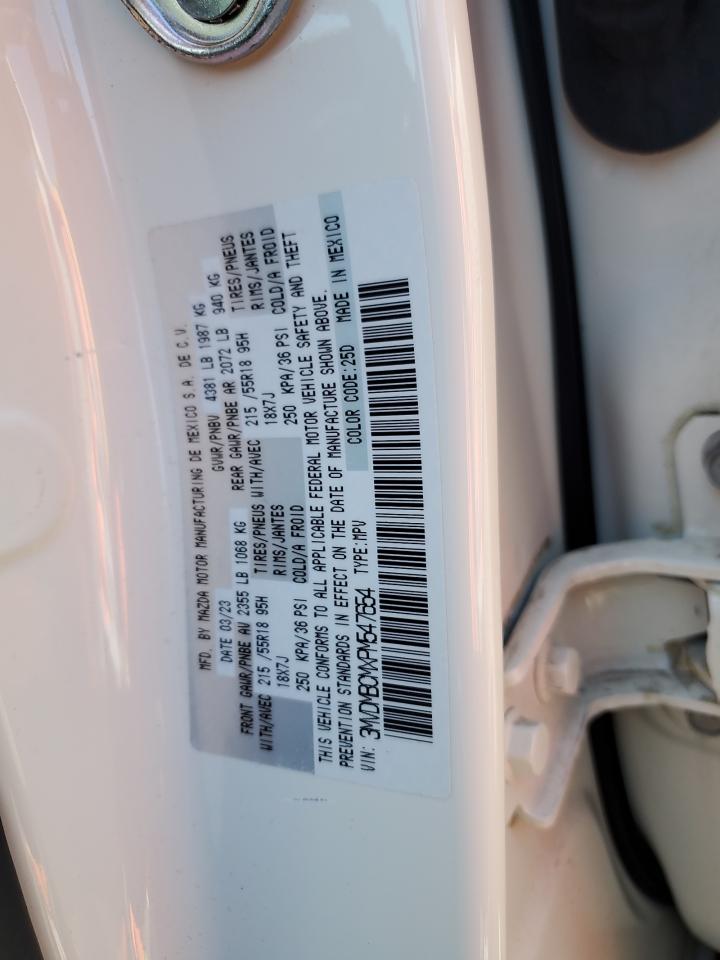 MFD. BY MAZDA MOTOR MANUFACTURING DE MEXICO S.A. DE C.V.
DATE 03/23 GVWR/PNBV 4381 LB 1987 KG
FRONT GAWR/PNBE AV 2355 LB 1068 KG REAR GAWR/PNBE AR 2072 LB 940 KG
WITH/AVEC 215 /55R18 95H TIRES/PNEUS WITH/AVEC 215 /55R18 95H TIRES/PNEUS
18X7J RIMS/JANTES 18X7J RIMS/JANTES
250 KPA/36 PSI COLD/A FROID 250 KPA/36 PSI COLD/A FROID
THIS VEHICLE CONFORMS TO ALL APPLICABLE FEDERAL MOTOR VEHICLE SAFETY AND THEFT
PREVENTION STANDARDS IN EFFECT ON THE DATE OF MANUFACTURE SHOWN ABOVE.
VIN: 3MVDMBCMXPM547654 TYPE:MPV COLOR CODE:25D MADE IN MEXICO